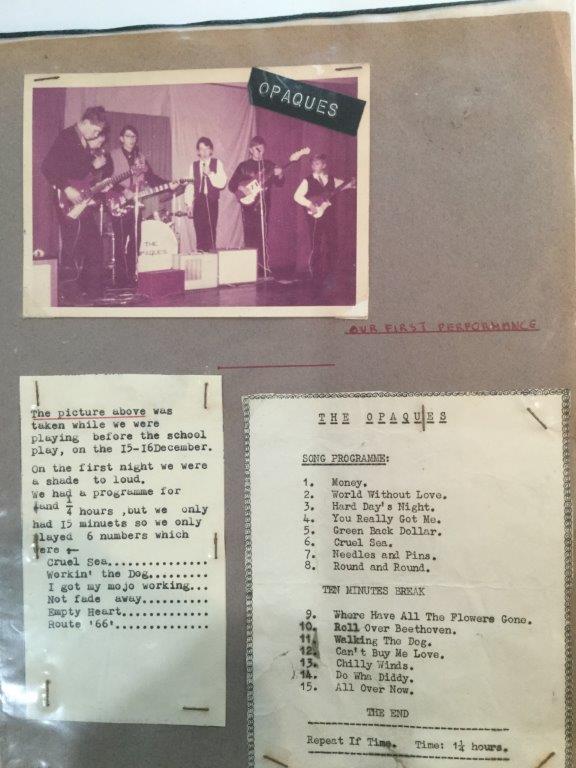 OPAQUES
THE
OPAQUES
OUR FIRST PERFORMANCE
The picture above was
taken while we were
playing before the school
play, on the 15-16December.
On the first night we were
a shade to loud.
We had a programme for
hours ,but we only
had 15 minuets so we only
played 6 numbers which
were
Cruel Sea..............
Workin' the Dog.........
I got my mojo working...
Not fade away..........
Empty Heart............
Route '66'.............
THE OPAQUES
SONG PROGRAMME:
1. Money.
2. World Without Love.
3. Hard Day's Night.
4. You Really Got Me.
5. Green Back Dollar.
6. Cruel Sea.
7. Needles and Pins.
8. Round and Round.
TEN MINUTES BREAK
9. Where Have All The Flowers Gone.
10. Roll Over Beethoven.
11. Walking The Dog.
12. Can't Buy Me Love.
13. Chilly Winds.
14. Do Wha Diddy.
15. All Over Now.
THE END
Repeat If Time. Time: 1¼ hours.